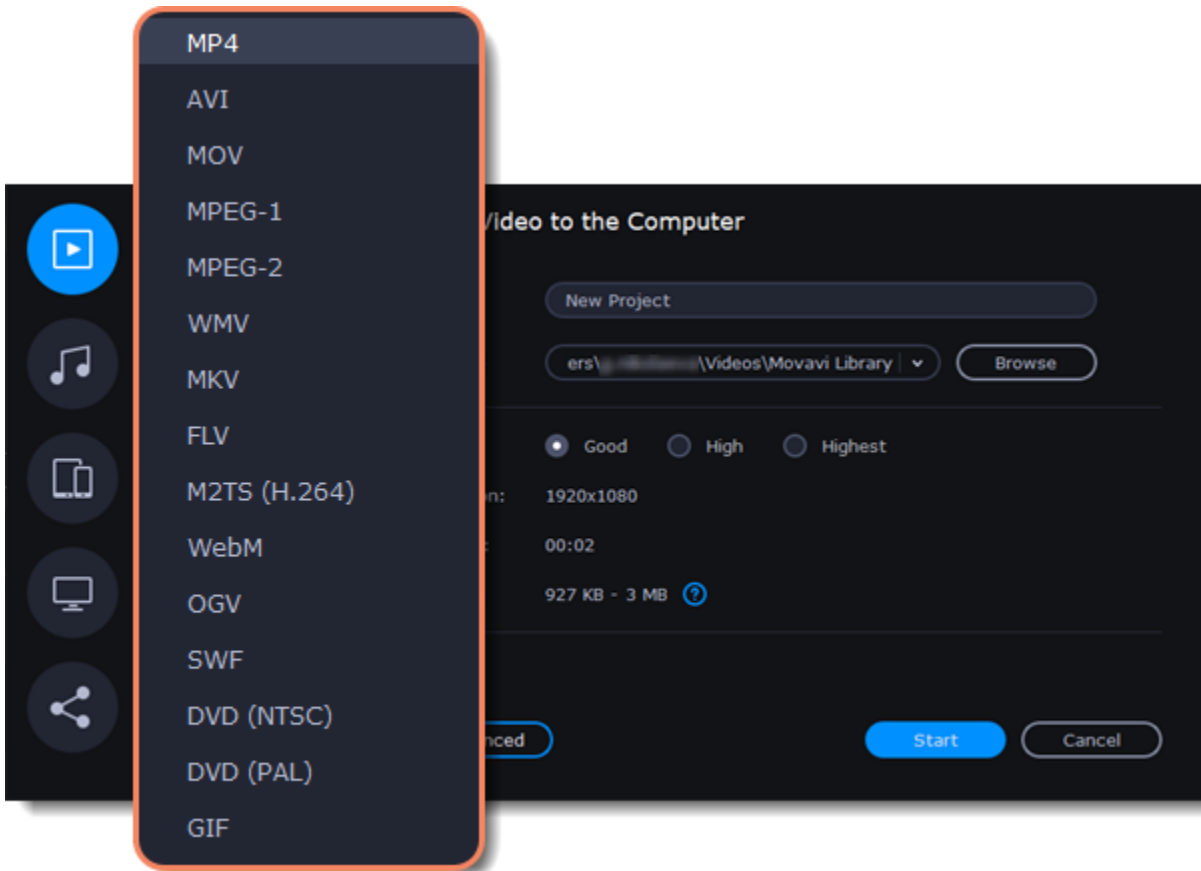 MP4
AVI
MOV
MPEG-1
MPEG-2
WMV
MKV
FLV
M2TS (H.264)
WebM
OGV
SWF
DVD (NTSC)
DVD (PAL)
GIF
Video to the Computer
New Project
ers\ \Videos\Movavi Library
Browse
Good High Highest
n: 1920x1080
: 00:02
927 KB - 3 MB ?
nced
Start Cancel